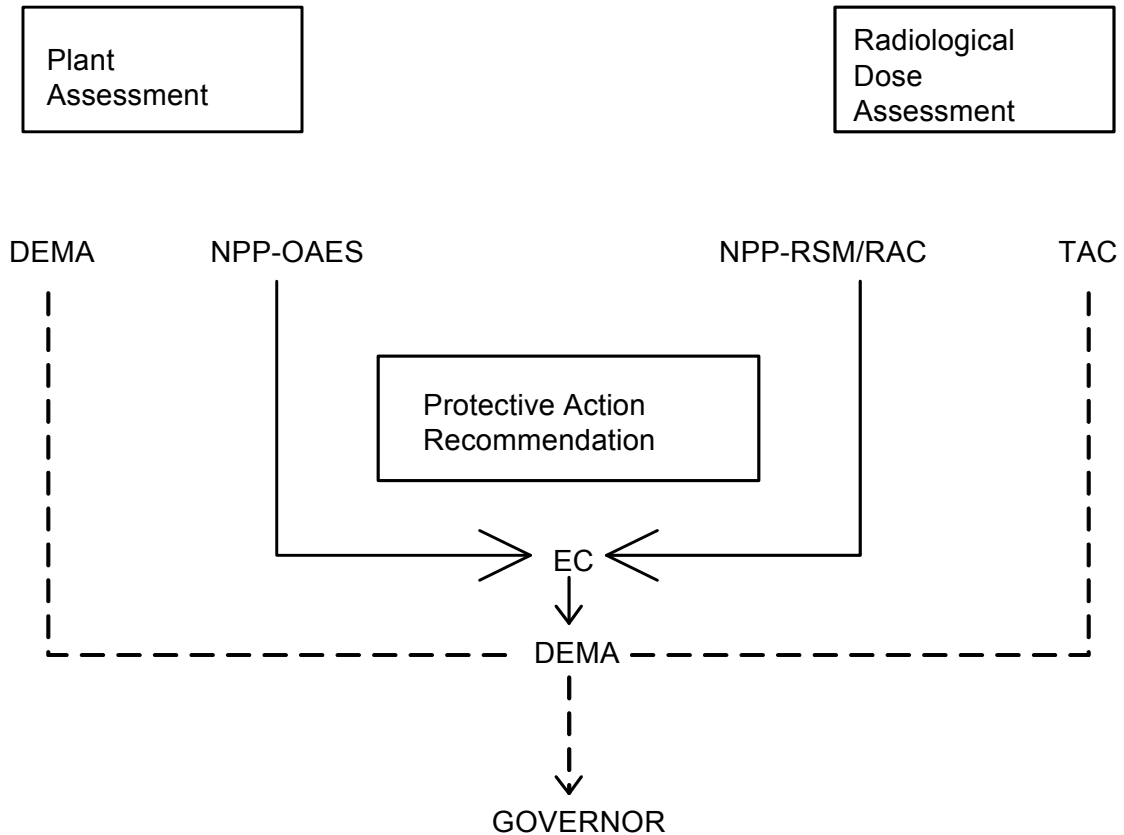 Plant
Assessment
Radiological
Dose
Assessment
DEMA NPP-OAES NPP-RSM/RAC TAC
Protective Action
Recommendation
EC
DEMA
GOVERNOR